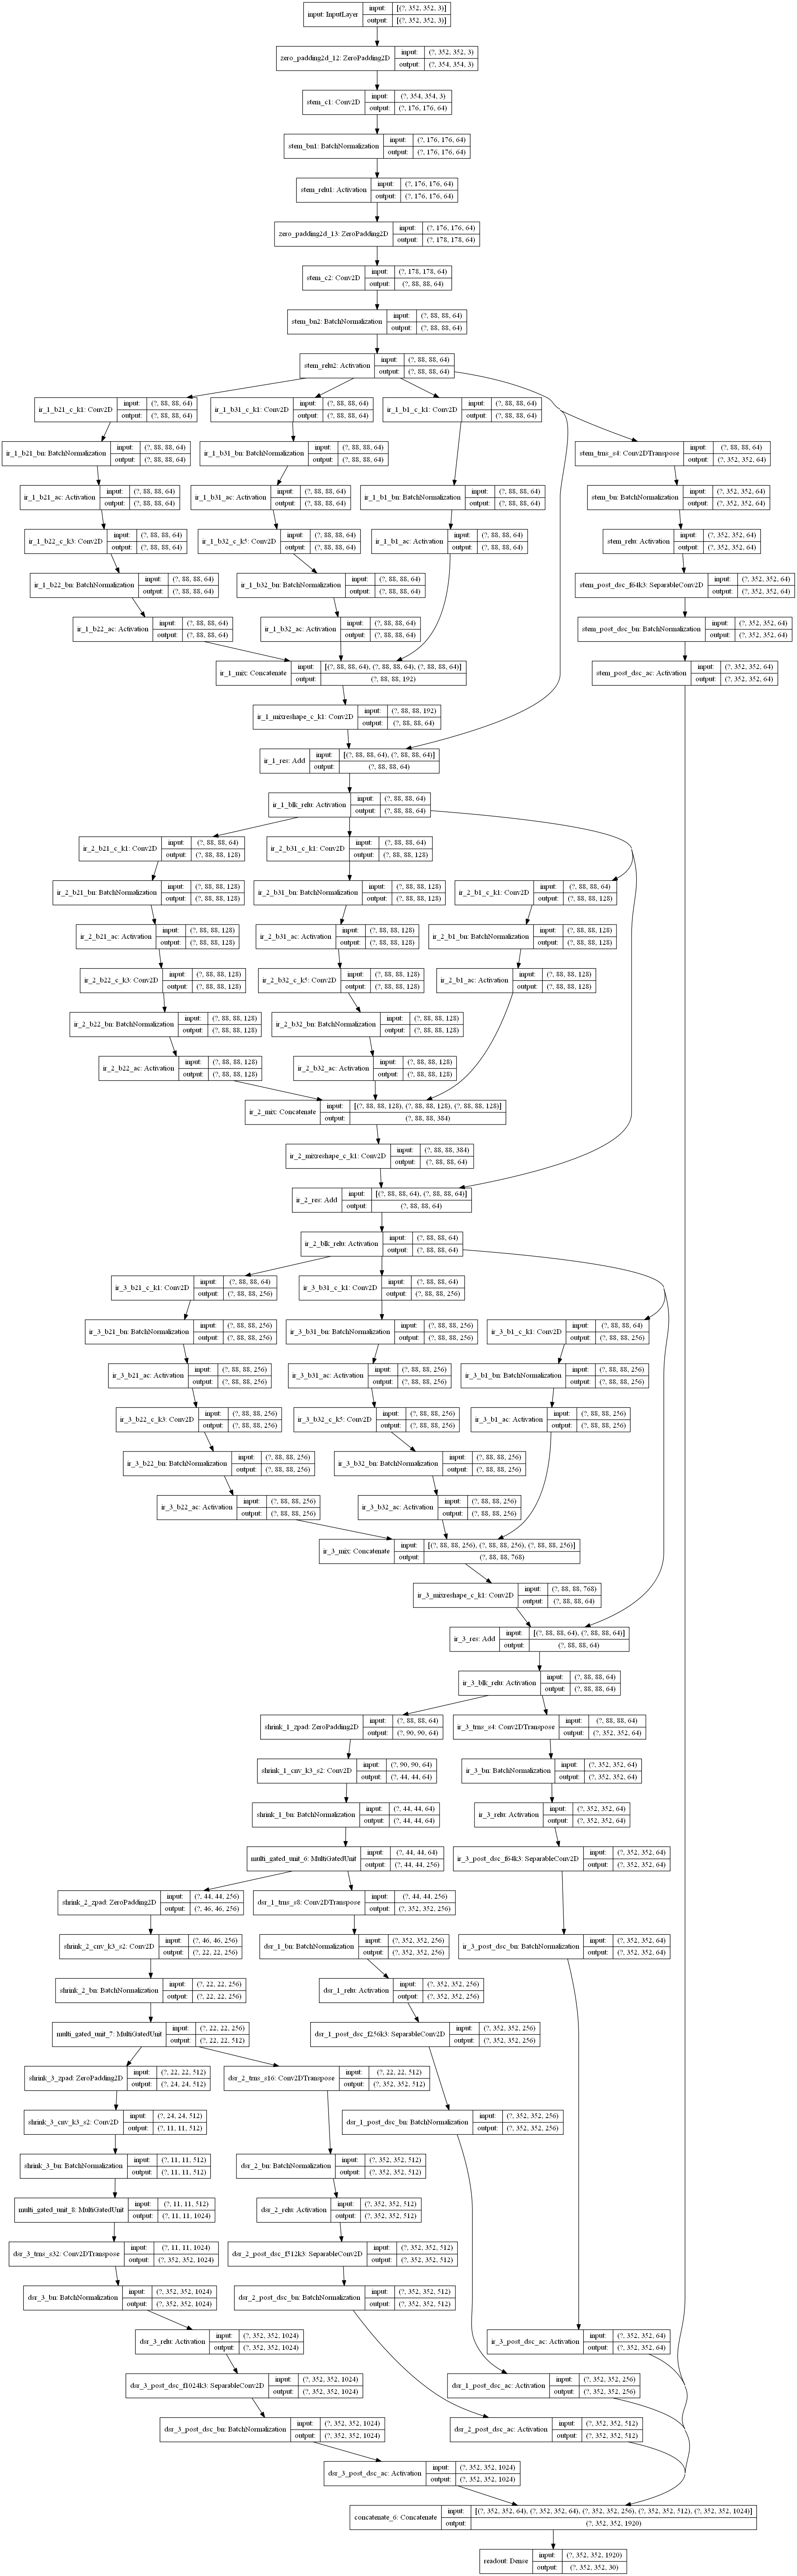 input: InputLayer
input: [(?, 352, 352, 3)]
output: [(?, 352, 352, 3)]
zero_padding2d_12: ZeroPadding2D
input: (?, 352, 352, 3)
output: (?, 354, 354, 3)
stem_c1: Conv2D
input: (?, 354, 354, 3)
output: (?, 176, 176, 64)
stem_bn1: BatchNormalization
input: (?, 176, 176, 64)
output: (?, 176, 176, 64)
stem_relu1: Activation
input: (?, 176, 176, 64)
output: (?, 176, 176, 64)
zero_padding2d_13: ZeroPadding2D
input: (?, 176, 176, 64)
output: (?, 178, 178, 64)
stem_c2: Conv2D
input: (?, 178, 178, 64)
output: (?, 88, 88, 64)
stem_bn2: BatchNormalization
input: (?, 88, 88, 64)
output: (?, 88, 88, 64)
stem_relu2: Activation
input: (?, 88, 88, 64)
output: (?, 88, 88, 64)
ir_1_b21_c_k1: Conv2D
input: (?, 88, 88, 64)
output: (?, 88, 88, 64)
ir_1_b31_c_k1: Conv2D
input: (?, 88, 88, 64)
output: (?, 88, 88, 64)
ir_1_b1_c_k1: Conv2D
input: (?, 88, 88, 64)
output: (?, 88, 88, 64)
ir_1_b21_bn: BatchNormalization
input: (?, 88, 88, 64)
output: (?, 88, 88, 64)
ir_1_b31_bn: BatchNormalization
input: (?, 88, 88, 64)
output: (?, 88, 88, 64)
stem_trns_s4: Conv2DTranspose
input: (?, 88, 88, 64)
output: (?, 352, 352, 64)
ir_1_b21_ac: Activation
input: (?, 88, 88, 64)
output: (?, 88, 88, 64)
ir_1_b31_ac: Activation
input: (?, 88, 88, 64)
output: (?, 88, 88, 64)
ir_1_b1_bn: BatchNormalization
input: (?, 88, 88, 64)
output: (?, 88, 88, 64)
stem_bn: BatchNormalization
input: (?, 352, 352, 64)
output: (?, 352, 352, 64)
ir_1_b22_c_k3: Conv2D
input: (?, 88, 88, 64)
output: (?, 88, 88, 64)
ir_1_b32_c_k5: Conv2D
input: (?, 88, 88, 64)
output: (?, 88, 88, 64)
ir_1_b1_ac: Activation
input: (?, 88, 88, 64)
output: (?, 88, 88, 64)
stem_relu: Activation
input: (?, 352, 352, 64)
output: (?, 352, 352, 64)
ir_1_b22_bn: BatchNormalization
input: (?, 88, 88, 64)
output: (?, 88, 88, 64)
ir_1_b32_bn: BatchNormalization
input: (?, 88, 88, 64)
output: (?, 88, 88, 64)
stem_post_dsc_f64k3: SeparableConv2D
input: (?, 352, 352, 64)
output: (?, 352, 352, 64)
ir_1_b22_ac: Activation
input: (?, 88, 88, 64)
output: (?, 88, 88, 64)
ir_1_b32_ac: Activation
input: (?, 88, 88, 64)
output: (?, 88, 88, 64)
stem_post_dsc_bn: BatchNormalization
input: (?, 352, 352, 64)
output: (?, 352, 352, 64)
ir_1_mix: Concatenate
input: [(?, 88, 88, 64), (?, 88, 88, 64), (?, 88, 88, 64)]
output: (?, 88, 88, 192)
stem_post_dsc_ac: Activation
input: (?, 352, 352, 64)
output: (?, 352, 352, 64)
ir_1_mixreshape_c_k1: Conv2D
input: (?, 88, 88, 192)
output: (?, 88, 88, 64)
ir_1_res: Add
input: [(?, 88, 88, 64), (?, 88, 88, 64)]
output: (?, 88, 88, 64)
ir_1_blk_relu: Activation
input: (?, 88, 88, 64)
output: (?, 88, 88, 64)
ir_2_b21_c_k1: Conv2D
input: (?, 88, 88, 64)
output: (?, 88, 88, 128)
ir_2_b31_c_k1: Conv2D
input: (?, 88, 88, 64)
output: (?, 88, 88, 128)
ir_2_b21_bn: BatchNormalization
input: (?, 88, 88, 128)
output: (?, 88, 88, 128)
ir_2_b31_bn: BatchNormalization
input: (?, 88, 88, 128)
output: (?, 88, 88, 128)
ir_2_b1_c_k1: Conv2D
input: (?, 88, 88, 64)
output: (?, 88, 88, 128)
ir_2_b21_ac: Activation
input: (?, 88, 88, 128)
output: (?, 88, 88, 128)
ir_2_b31_ac: Activation
input: (?, 88, 88, 128)
output: (?, 88, 88, 128)
ir_2_b1_bn: BatchNormalization
input: (?, 88, 88, 128)
output: (?, 88, 88, 128)
ir_2_b22_c_k3: Conv2D
input: (?, 88, 88, 128)
output: (?, 88, 88, 128)
ir_2_b32_c_k5: Conv2D
input: (?, 88, 88, 128)
output: (?, 88, 88, 128)
ir_2_b1_ac: Activation
input: (?, 88, 88, 128)
output: (?, 88, 88, 128)
ir_2_b22_bn: BatchNormalization
input: (?, 88, 88, 128)
output: (?, 88, 88, 128)
ir_2_b32_bn: BatchNormalization
input: (?, 88, 88, 128)
output: (?, 88, 88, 128)
ir_2_b22_ac: Activation
input: (?, 88, 88, 128)
output: (?, 88, 88, 128)
ir_2_b32_ac: Activation
input: (?, 88, 88, 128)
output: (?, 88, 88, 128)
ir_2_mix: Concatenate
input: [(?, 88, 88, 128), (?, 88, 88, 128), (?, 88, 88, 128)]
output: (?, 88, 88, 384)
ir_2_mixreshape_c_k1: Conv2D
input: (?, 88, 88, 384)
output: (?, 88, 88, 64)
ir_2_res: Add
input: [(?, 88, 88, 64), (?, 88, 88, 64)]
output: (?, 88, 88, 64)
ir_2_blk_relu: Activation
input: (?, 88, 88, 64)
output: (?, 88, 88, 64)
ir_3_b21_c_k1: Conv2D
input: (?, 88, 88, 64)
output: (?, 88, 88, 256)
ir_3_b31_c_k1: Conv2D
input: (?, 88, 88, 64)
output: (?, 88, 88, 256)
ir_3_b21_bn: BatchNormalization
input: (?, 88, 88, 256)
output: (?, 88, 88, 256)
ir_3_b31_bn: BatchNormalization
input: (?, 88, 88, 256)
output: (?, 88, 88, 256)
ir_3_b1_c_k1: Conv2D
input: (?, 88, 88, 64)
output: (?, 88, 88, 256)
ir_3_b21_ac: Activation
input: (?, 88, 88, 256)
output: (?, 88, 88, 256)
ir_3_b31_ac: Activation
input: (?, 88, 88, 256)
output: (?, 88, 88, 256)
ir_3_b1_bn: BatchNormalization
input: (?, 88, 88, 256)
output: (?, 88, 88, 256)
ir_3_b22_c_k3: Conv2D
input: (?, 88, 88, 256)
output: (?, 88, 88, 256)
ir_3_b32_c_k5: Conv2D
input: (?, 88, 88, 256)
output: (?, 88, 88, 256)
ir_3_b1_ac: Activation
input: (?, 88, 88, 256)
output: (?, 88, 88, 256)
ir_3_b22_bn: BatchNormalization
input: (?, 88, 88, 256)
output: (?, 88, 88, 256)
ir_3_b32_bn: BatchNormalization
input: (?, 88, 88, 256)
output: (?, 88, 88, 256)
ir_3_b22_ac: Activation
input: (?, 88, 88, 256)
output: (?, 88, 88, 256)
ir_3_b32_ac: Activation
input: (?, 88, 88, 256)
output: (?, 88, 88, 256)
ir_3_mix: Concatenate
input: [(?, 88, 88, 256), (?, 88, 88, 256), (?, 88, 88, 256)]
output: (?, 88, 88, 768)
ir_3_mixreshape_c_k1: Conv2D
input: (?, 88, 88, 768)
output: (?, 88, 88, 64)
ir_3_res: Add
input: [(?, 88, 88, 64), (?, 88, 88, 64)]
output: (?, 88, 88, 64)
ir_3_blk_relu: Activation
input: (?, 88, 88, 64)
output: (?, 88, 88, 64)
shrink_1_zpad: ZeroPadding2D
input: (?, 88, 88, 64)
output: (?, 90, 90, 64)
ir_3_trns_s4: Conv2DTranspose
input: (?, 88, 88, 64)
output: (?, 352, 352, 64)
shrink_1_cnv_k3_s2: Conv2D
input: (?, 90, 90, 64)
output: (?, 44, 44, 64)
ir_3_bn: BatchNormalization
input: (?, 352, 352, 64)
output: (?, 352, 352, 64)
shrink_1_bn: BatchNormalization
input: (?, 44, 44, 64)
output: (?, 44, 44, 64)
ir_3_relu: Activation
input: (?, 352, 352, 64)
output: (?, 352, 352, 64)
multi_gated_unit_6: MultiGatedUnit
input: (?, 44, 44, 64)
output: (?, 44, 44, 256)
ir_3_post_dsc_f64k3: SeparableConv2D
input: (?, 352, 352, 64)
output: (?, 352, 352, 64)
shrink_2_zpad: ZeroPadding2D
input: (?, 44, 44, 256)
output: (?, 46, 46, 256)
dsr_1_trns_s8: Conv2DTranspose
input: (?, 44, 44, 256)
output: (?, 352, 352, 256)
shrink_2_cnv_k3_s2: Conv2D
input: (?, 46, 46, 256)
output: (?, 22, 22, 256)
dsr_1_bn: BatchNormalization
input: (?, 352, 352, 256)
output: (?, 352, 352, 256)
ir_3_post_dsc_bn: BatchNormalization
input: (?, 352, 352, 64)
output: (?, 352, 352, 64)
shrink_2_bn: BatchNormalization
input: (?, 22, 22, 256)
output: (?, 22, 22, 256)
dsr_1_relu: Activation
input: (?, 352, 352, 256)
output: (?, 352, 352, 256)
multi_gated_unit_7: MultiGatedUnit
input: (?, 22, 22, 256)
output: (?, 22, 22, 512)
dsr_1_post_dsc_f256k3: SeparableConv2D
input: (?, 352, 352, 256)
output: (?, 352, 352, 256)
shrink_3_zpad: ZeroPadding2D
input: (?, 22, 22, 512)
output: (?, 24, 24, 512)
dsr_2_trns_s16: Conv2DTranspose
input: (?, 22, 22, 512)
output: (?, 352, 352, 512)
shrink_3_cnv_k3_s2: Conv2D
input: (?, 24, 24, 512)
output: (?, 11, 11, 512)
dsr_1_post_dsc_bn: BatchNormalization
input: (?, 352, 352, 256)
output: (?, 352, 352, 256)
shrink_3_bn: BatchNormalization
input: (?, 11, 11, 512)
output: (?, 11, 11, 512)
dsr_2_bn: BatchNormalization
input: (?, 352, 352, 512)
output: (?, 352, 352, 512)
multi_gated_unit_8: MultiGatedUnit
input: (?, 11, 11, 512)
output: (?, 11, 11, 1024)
dsr_2_relu: Activation
input: (?, 352, 352, 512)
output: (?, 352, 352, 512)
dsr_3_trns_s32: Conv2DTranspose
input: (?, 11, 11, 1024)
output: (?, 352, 352, 1024)
dsr_2_post_dsc_f512k3: SeparableConv2D
input: (?, 352, 352, 512)
output: (?, 352, 352, 512)
dsr_3_bn: BatchNormalization
input: (?, 352, 352, 1024)
output: (?, 352, 352, 1024)
dsr_2_post_dsc_bn: BatchNormalization
input: (?, 352, 352, 512)
output: (?, 352, 352, 512)
dsr_3_relu: Activation
input: (?, 352, 352, 1024)
output: (?, 352, 352, 1024)
ir_3_post_dsc_ac: Activation
input: (?, 352, 352, 64)
output: (?, 352, 352, 64)
dsr_3_post_dsc_f1024k3: SeparableConv2D
input: (?, 352, 352, 1024)
output: (?, 352, 352, 1024)
dsr_1_post_dsc_ac: Activation
input: (?, 352, 352, 256)
output: (?, 352, 352, 256)
dsr_3_post_dsc_bn: BatchNormalization
input: (?, 352, 352, 1024)
output: (?, 352, 352, 1024)
dsr_2_post_dsc_ac: Activation
input: (?, 352, 352, 512)
output: (?, 352, 352, 512)
dsr_3_post_dsc_ac: Activation
input: (?, 352, 352, 1024)
output: (?, 352, 352, 1024)
concatenate_6: Concatenate
input: [(?, 352, 352, 64), (?, 352, 352, 64), (?, 352, 352, 256), (?, 352, 352, 512), (?, 352, 352, 1024)]
output: (?, 352, 352, 1920)
readout: Dense
input: (?, 352, 352, 1920)
output: (?, 352, 352, 30)